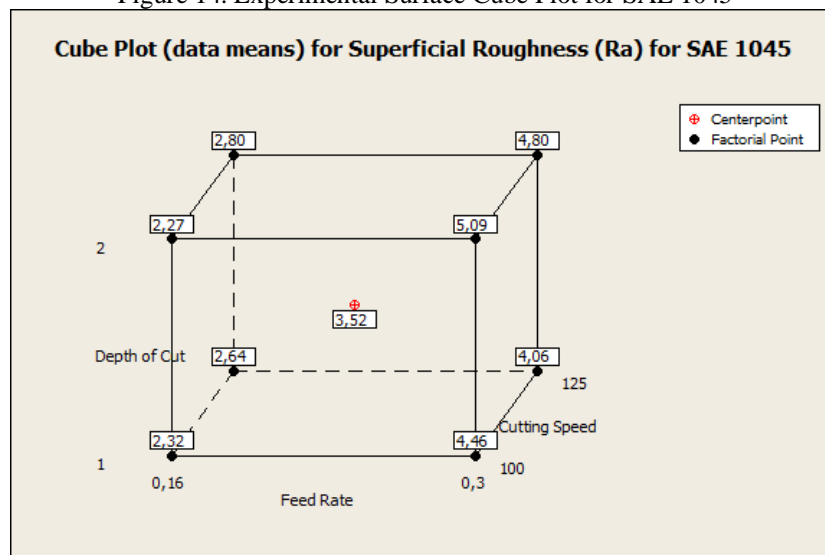 Figure 14. Experimental Surface Cube Plot for SAE 1045
Cube Plot (data means) for Superficial Roughness (Ra) for SAE 1045
Centerpoint
Factorial Point
2,80
4,80
2,27
5,09
2
3,52
Depth of Cut
2,64
4,06
125
Cutting Speed
2,32
4,46
1
100
0,16
0,3
Feed Rate